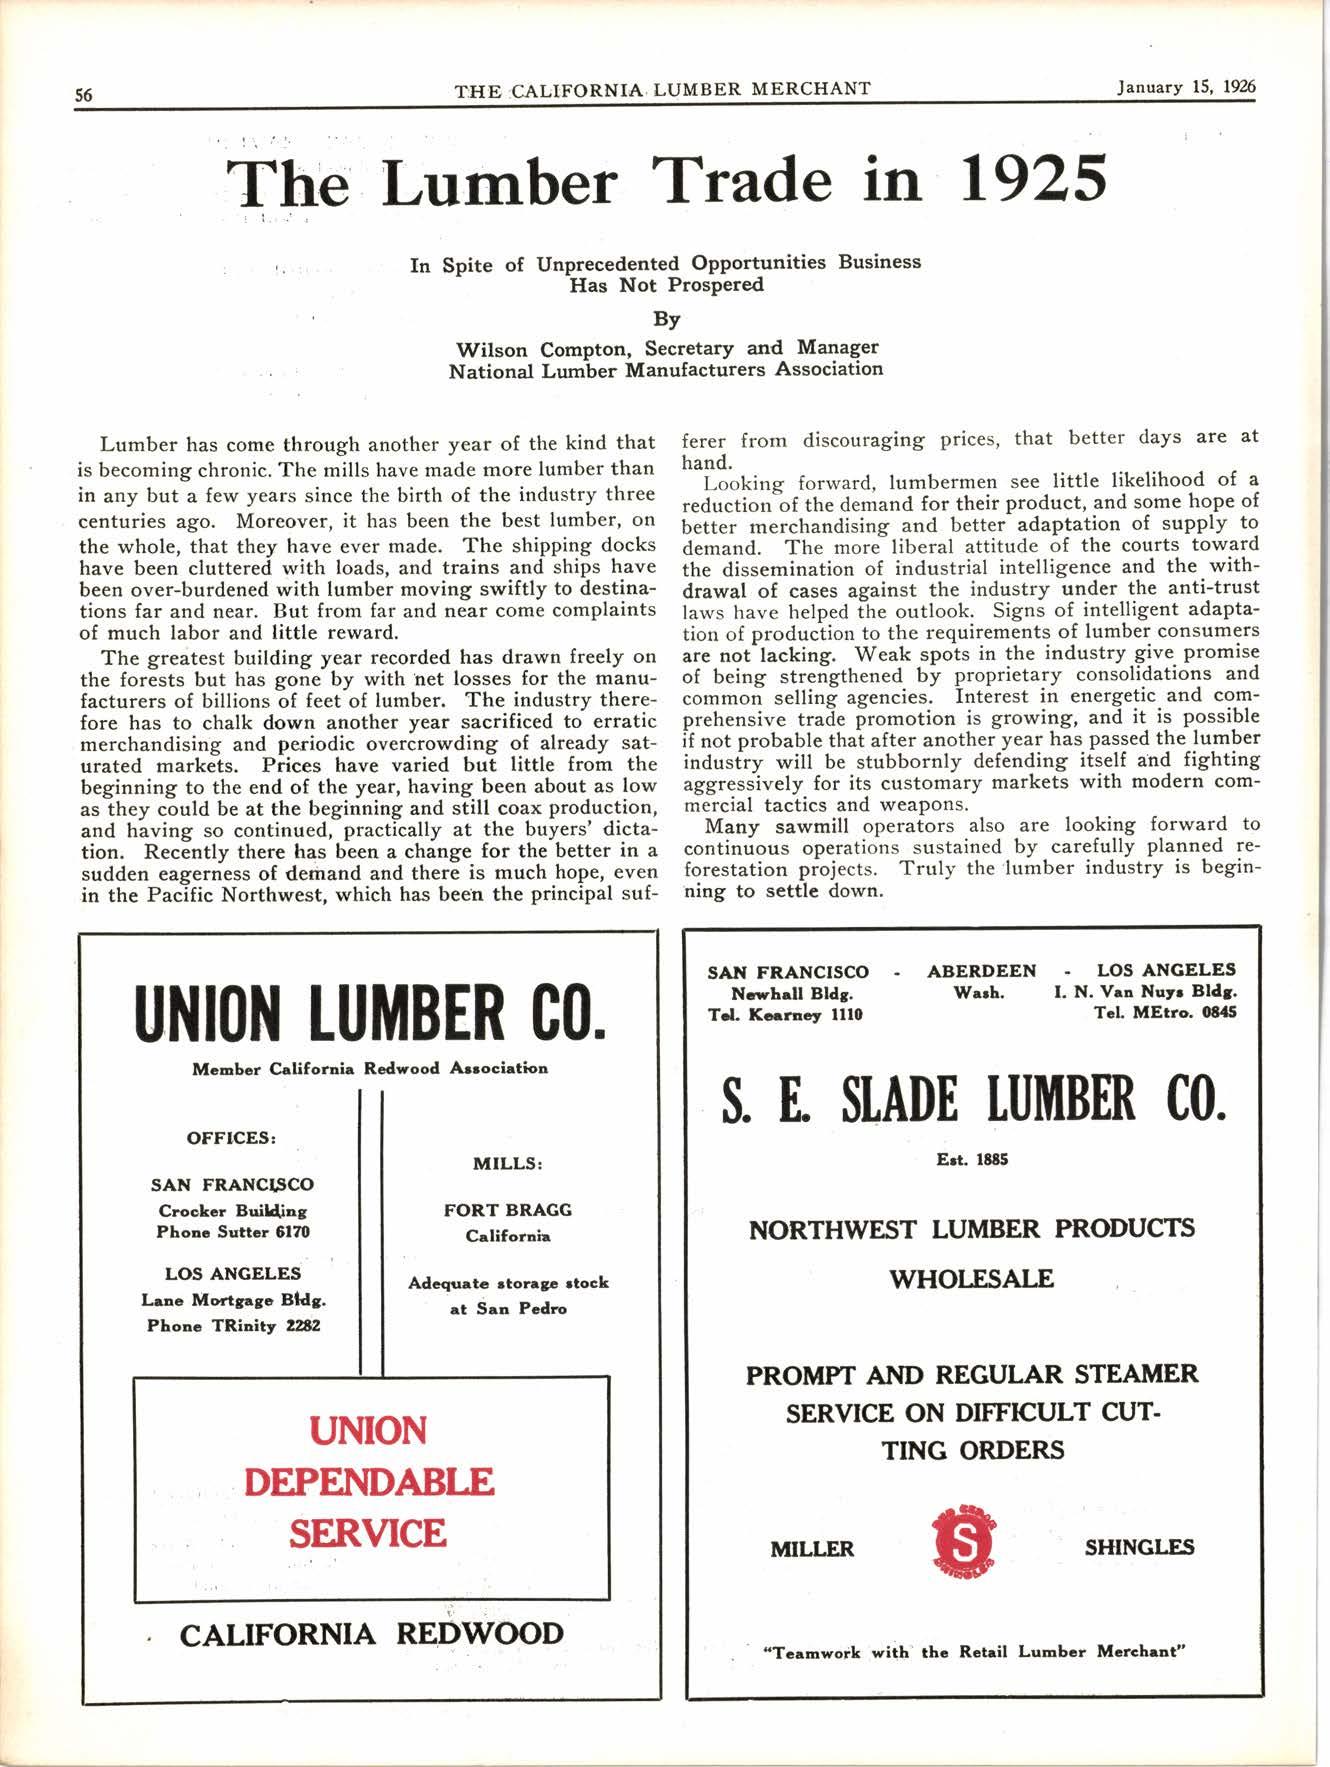 56
THE CALIFORNIA LUMBER MERCHANT
January 15, 1926
The Lumber Trade in 1925
In Spite of Unprecedented Opportunities Business
Has Not Prospered
By
Wilson Compton, Secretary and Manager
National Lumber Manufacturers Association
Lumber has come through another year of the kind that
is becoming chronic. The mills have made more lumber than
in any but a few years since the birth of the industry three
centuries ago. Moreover, it has been the best lumber, on
the whole, that they have ever made. The shipping docks
have been cluttered with loads, and trains and ships have
been over-burdened with lumber moving swiftly to destina-
tions far and near. But from far and near come complaints
of much labor and little reward.
The greatest building year recorded has drawn freely on
the forests but has gone by with net losses for the manu-
facturers of billions of feet of lumber. The industry there-
fore has to chalk down another year sacrificed to erratic
merchandising and periodic overcrowding of already sat-
urated markets. Prices have varied but little from the
beginning to the end of the year, having been about as low
as they could be at the beginning and still coax production,
and having so continued, practically at the buyers' dicta-
tion. Recently there has been a change for the better in a
sudden eagerness of demand and there is much hope, even
in the Pacific Northwest, which has been the principal suf-
ferer from discouraging prices, that better days are at
hand.
Looking forward, lumbermen see little likelihood of a
reduction of the demand for their product, and some hope of
better merchandising and better adaptation of supply to
demand. The more liberal attitude of the courts toward
the dissemination of industrial intelligence and the with-
drawal of cases against the industry under the anti-trust
laws have helped the outlook. Signs of intelligent adapta-
tion of production to the requirements of lumber consumers
are not lacking. Weak spots in the industry give promise
of being strengthened by proprietary consolidations and
common selling agencies. Interest in energetic and com-
prehensive trade promotion is growing, and it is possible
if not probable that after another year has passed the lumber
industry will be stubbornly defending itself and fighting
aggressively for its customary markets with modern com-
mercial tactics and weapons.
Many sawmill operators also are looking forward to
continuous operations sustained by carefully planned re-
forestation projects. Truly the lumber industry is begin-
ning to settle down.
UNION LUMBER CO.
Member California Redwood Association
OFFICES:
SAN FRANCISCO
Crocker Building
Phone Sutter 6170
LOS ANGELES
Lane Mortgage Bldg.
Phone TRinity 2282
MILLS:
FORT BRAGG
California
Adequate storage stock
at San Pedro
UNION
DEPENDABLE
SERVICE
CALIFORNIA REDWOOD
SAN FRANCISCO - ABERDEEN - LOS ANGELES
Newhall Bldg. Wash. I. N. Van Nuys Bldg.
Tel. Kearney 1110 Tel. MEtro. 0845
S. E. SLADE LUMBER CO.
Est. 1885
NORTHWEST LUMBER PRODUCTS
WHOLESALE
PROMPT AND REGULAR STEAMER
SERVICE ON DIFFICULT CUT-
TING ORDERS
RED CEDAR
MILLER S SHINGLES
SHINGLES
"Teamwork with the Retail Lumber Merchant"